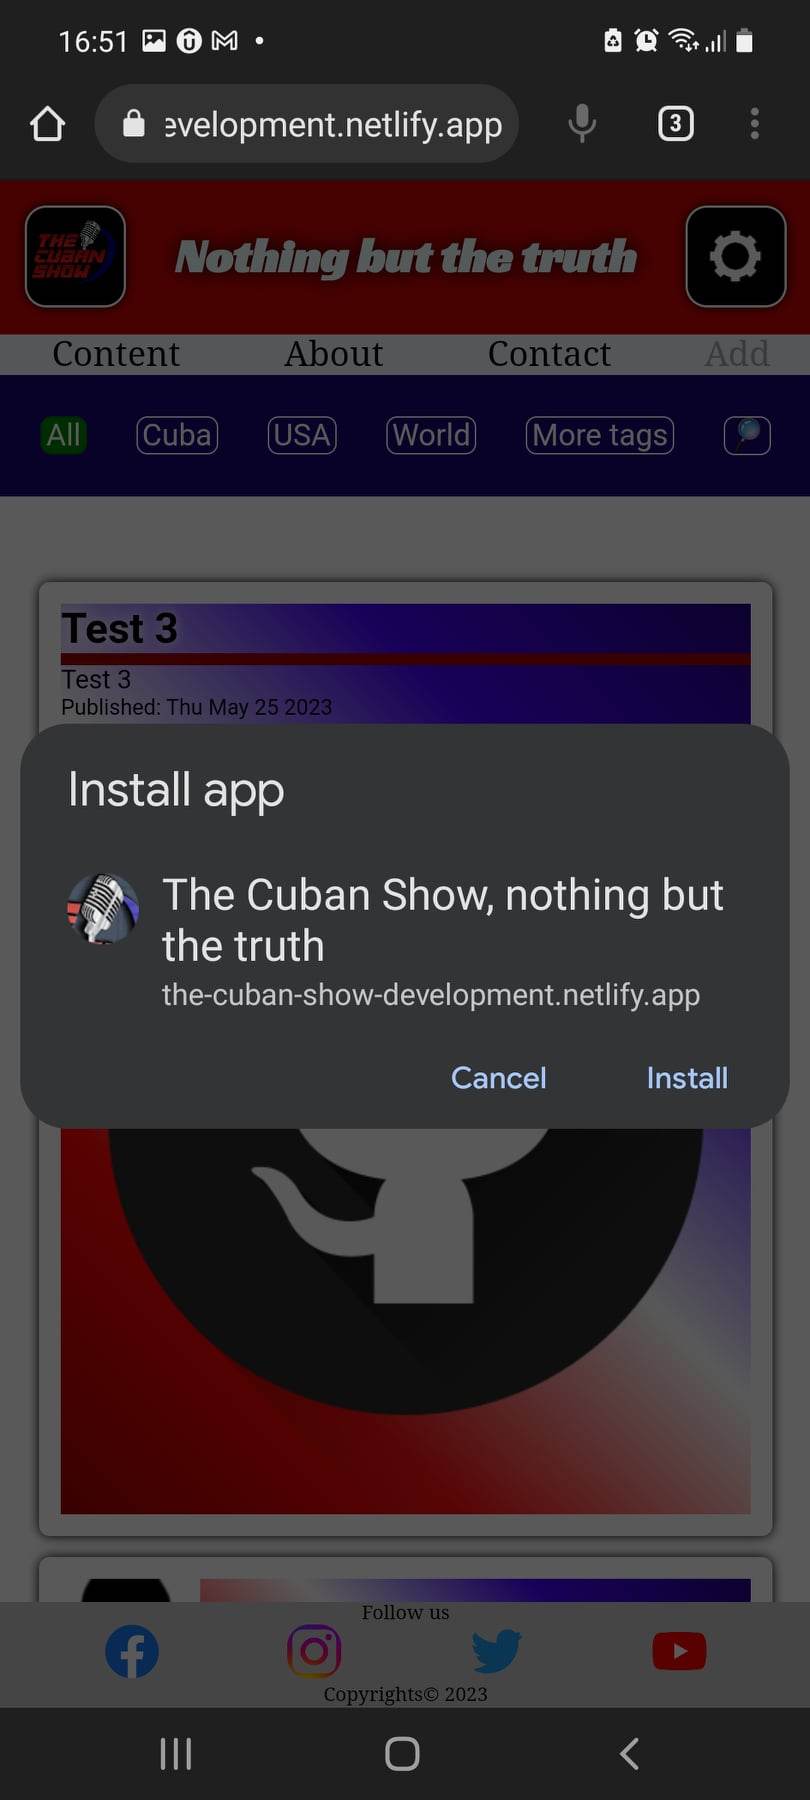 16:51
evelopment.netlify.app
3
THE
CUBAN
SHOW
Nothing but the truth
Content About Contact Add
All Cuba USA World More tags
Test 3
Test 3
Published: Thu May 25 2023
Install app
The Cuban Show, nothing but
the truth
the-cuban-show-development.netlify.app
Cancel Install
Follow us
Copyrights© 2023